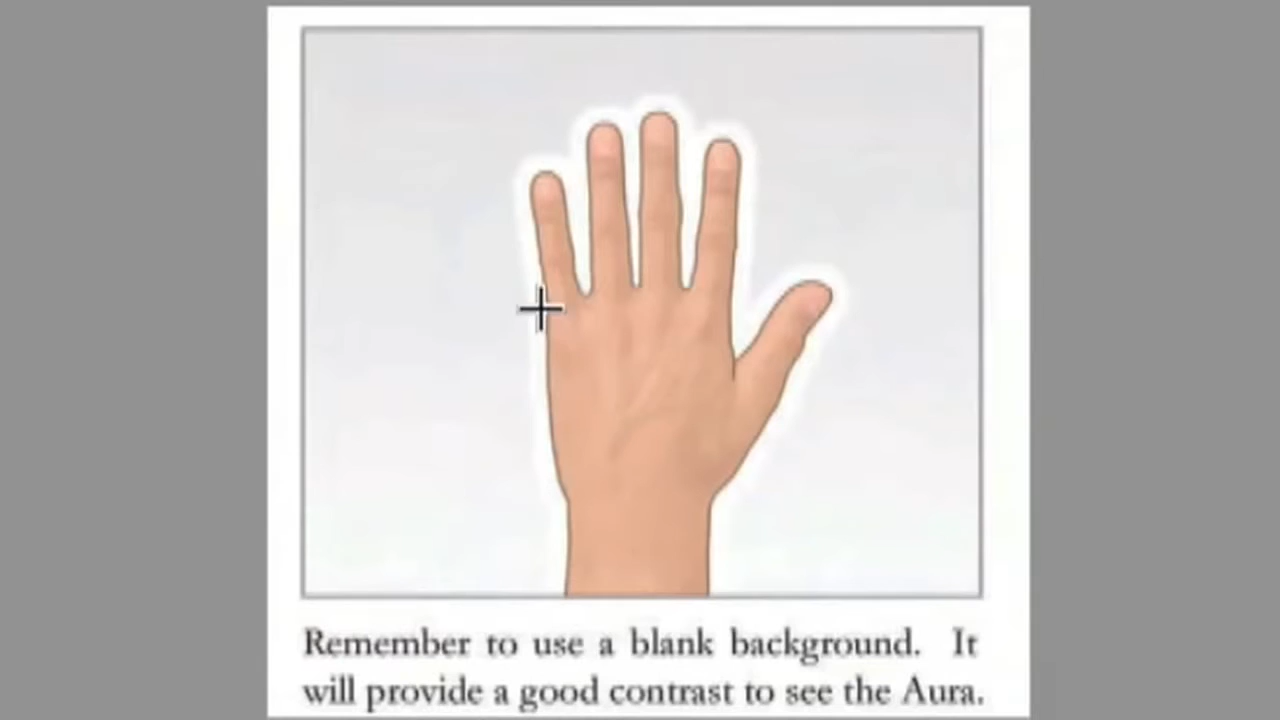 Remember to use a blank background. It
will provide a good contrast to see the Aura.